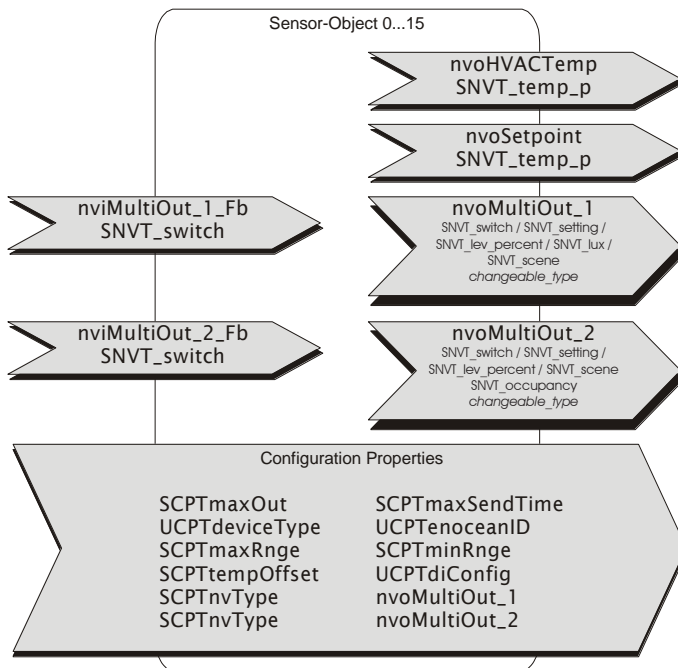 Sensor-Object 0...15
nvoHVACTemp
SNVT_temp_p
nvoSetpoint
SNVT_temp_p
nviMultiOut_1_Fb
SNVT_switch
nvoMultiOut_1
SNVT_switch / SNVT_setting /
SNVT_lev_percent / SNVT_lux /
SNVT_scene
changeable_type
nviMultiOut_2_Fb
SNVT_switch
nvoMultiOut_2
SNVT_switch / SNVT_setting /
SNVT_lev_percent / SNVT_scene
SNVT_occupancy
changeable_type
Configuration Properties
SCPTmaxOut SCPTmaxSendTime
UCPTdeviceType UCPTenoceanID
SCPTmaxRnge SCPTminRnge
SCPTtempOffset UCPTdiConfig
SCPTnvType nvoMultiOut_1
SCPTnvType nvoMultiOut_2